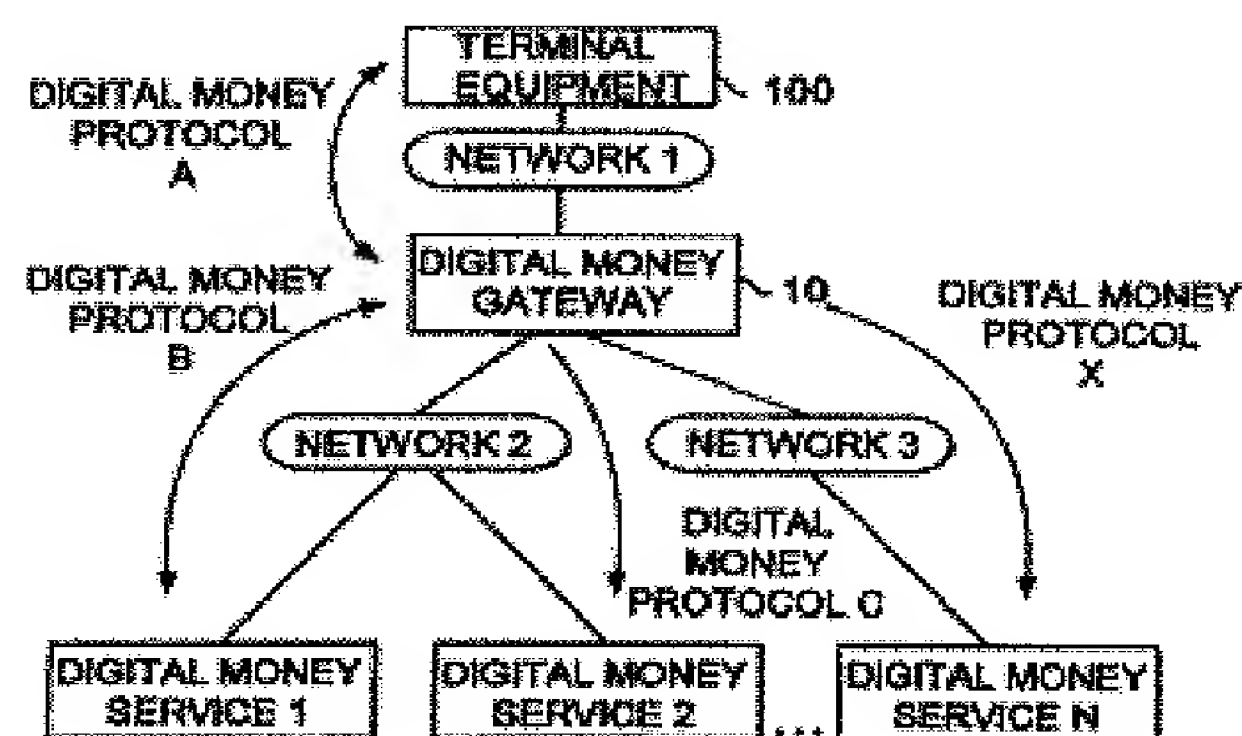 TERMINAL
EQUIPMENT
100
DIGITAL MONEY
PROTOCOL
A
NETWORK 1
DIGITAL MONEY
GATEWAY
10
DIGITAL MONEY
PROTOCOL
B
DIGITAL MONEY
PROTOCOL
X
NETWORK 2
NETWORK 3
DIGITAL
MONEY
PROTOCOL C
DIGITAL MONEY
SERVICE 1
DIGITAL MONEY
SERVICE 2
...
DIGITAL MONEY
SERVICE N